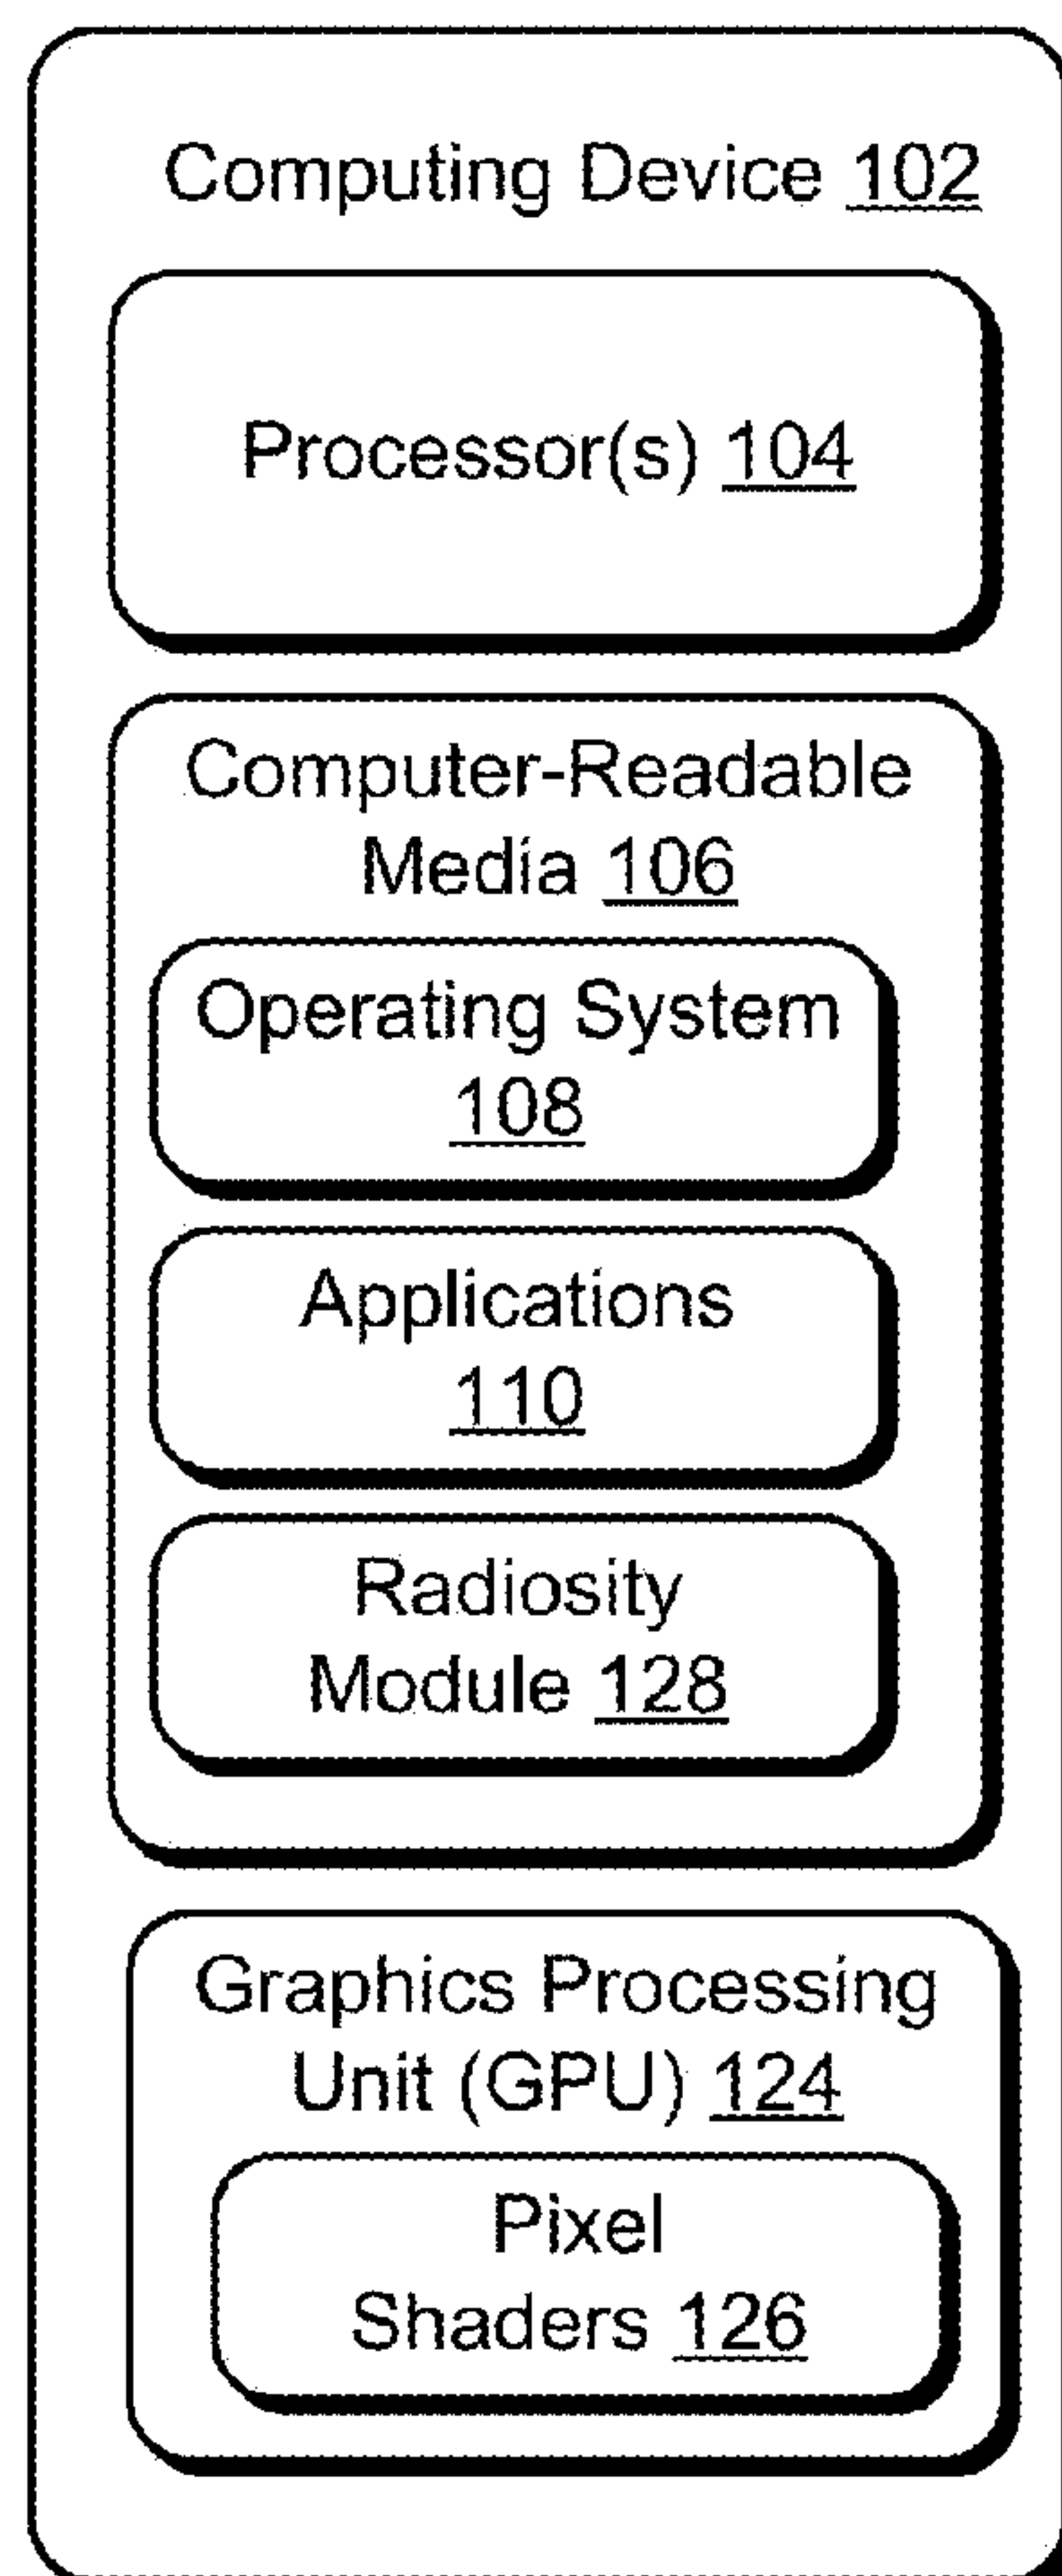 Computing Device 102
Processor(s) 104
Computer-Readable
Media 106
Operating System
108
Applications
110
Radiosity
Module 128
Graphics Processing
Unit (GPU) 124
Pixel
Shaders 126